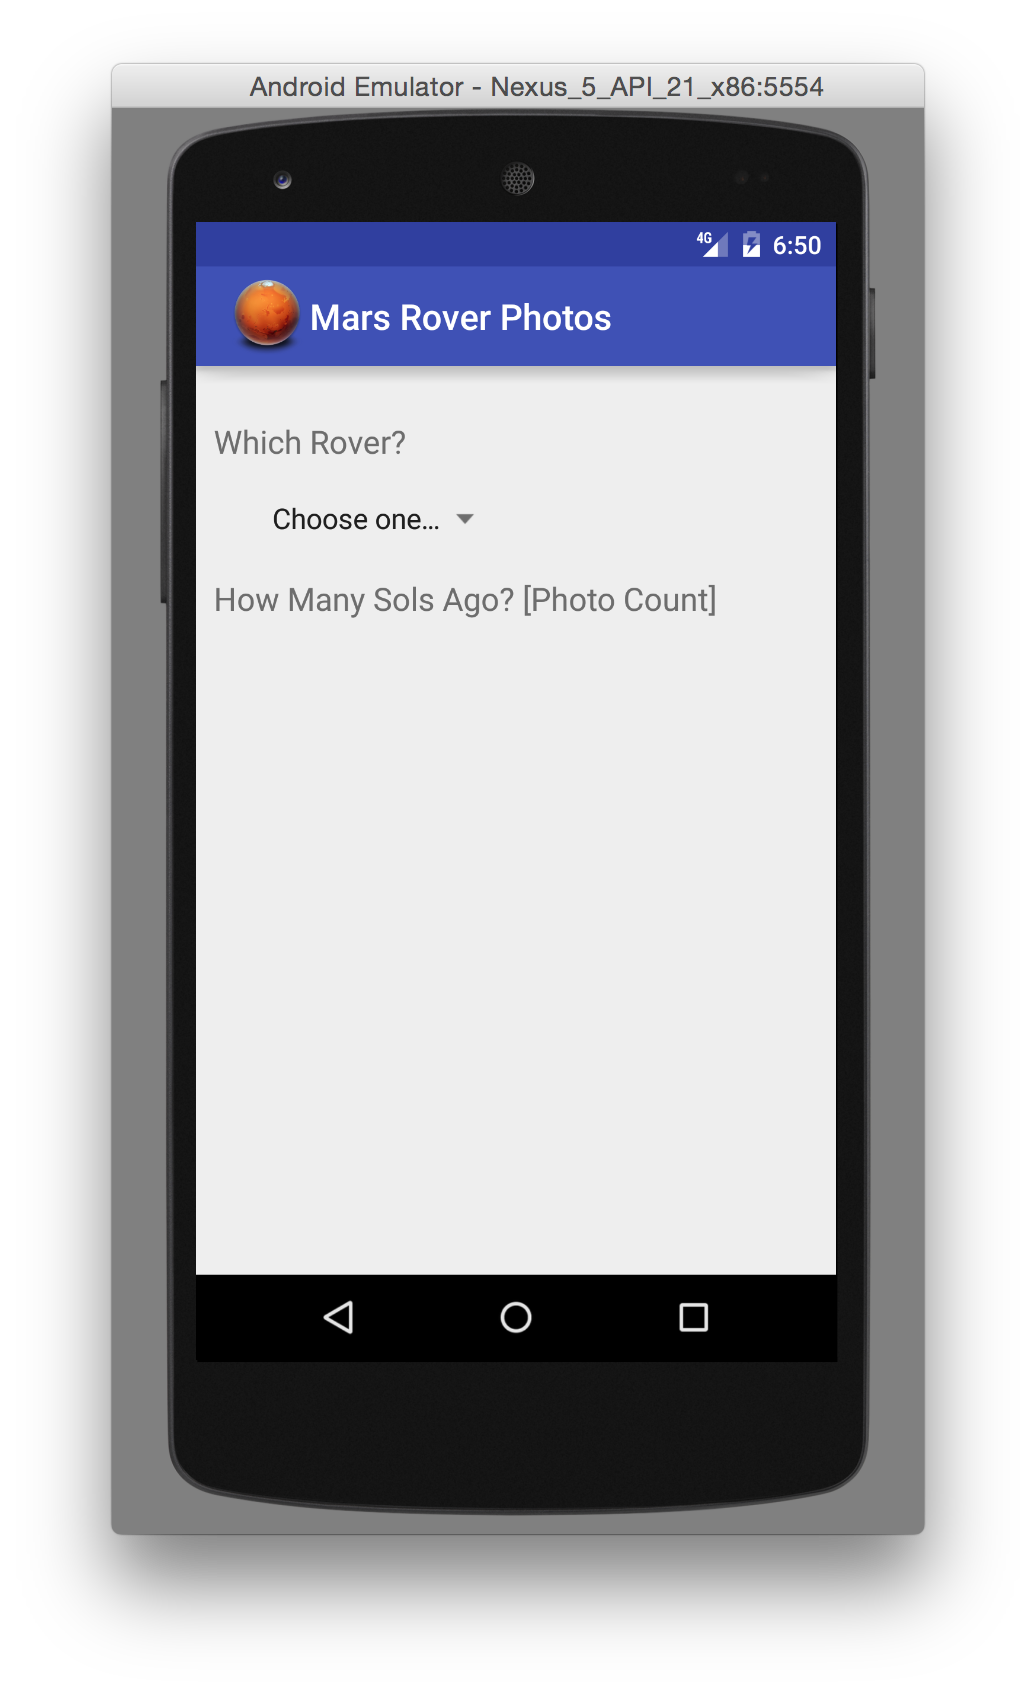 Android Emulator - Nexus_5_API_21_x86:5554
4G 6:50
Mars Rover Photos
Which Rover?
Choose one...
How Many Sols Ago? [Photo Count]